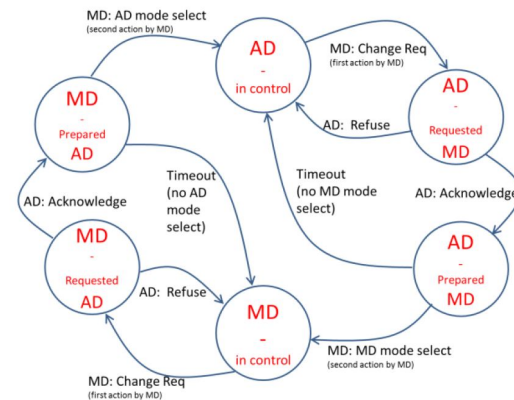 MD: AD mode select
(second action by MD)
AD
-
in control
MD: Change Req
(first action by MD)
AD
-
Requested
MD
MD
-
Prepared
AD
AD: Refuse
Timeout
(no AD
mode
select)
Timeout
(no MD mode
select)
AD: Acknowledge
AD: Acknowledge
MD
-
Requested
AD
AD
-
Prepared
MD
AD: Refuse
MD
-
in control
MD: MD mode select
(second action by MD)
MD: Change Req
(first action by MD)